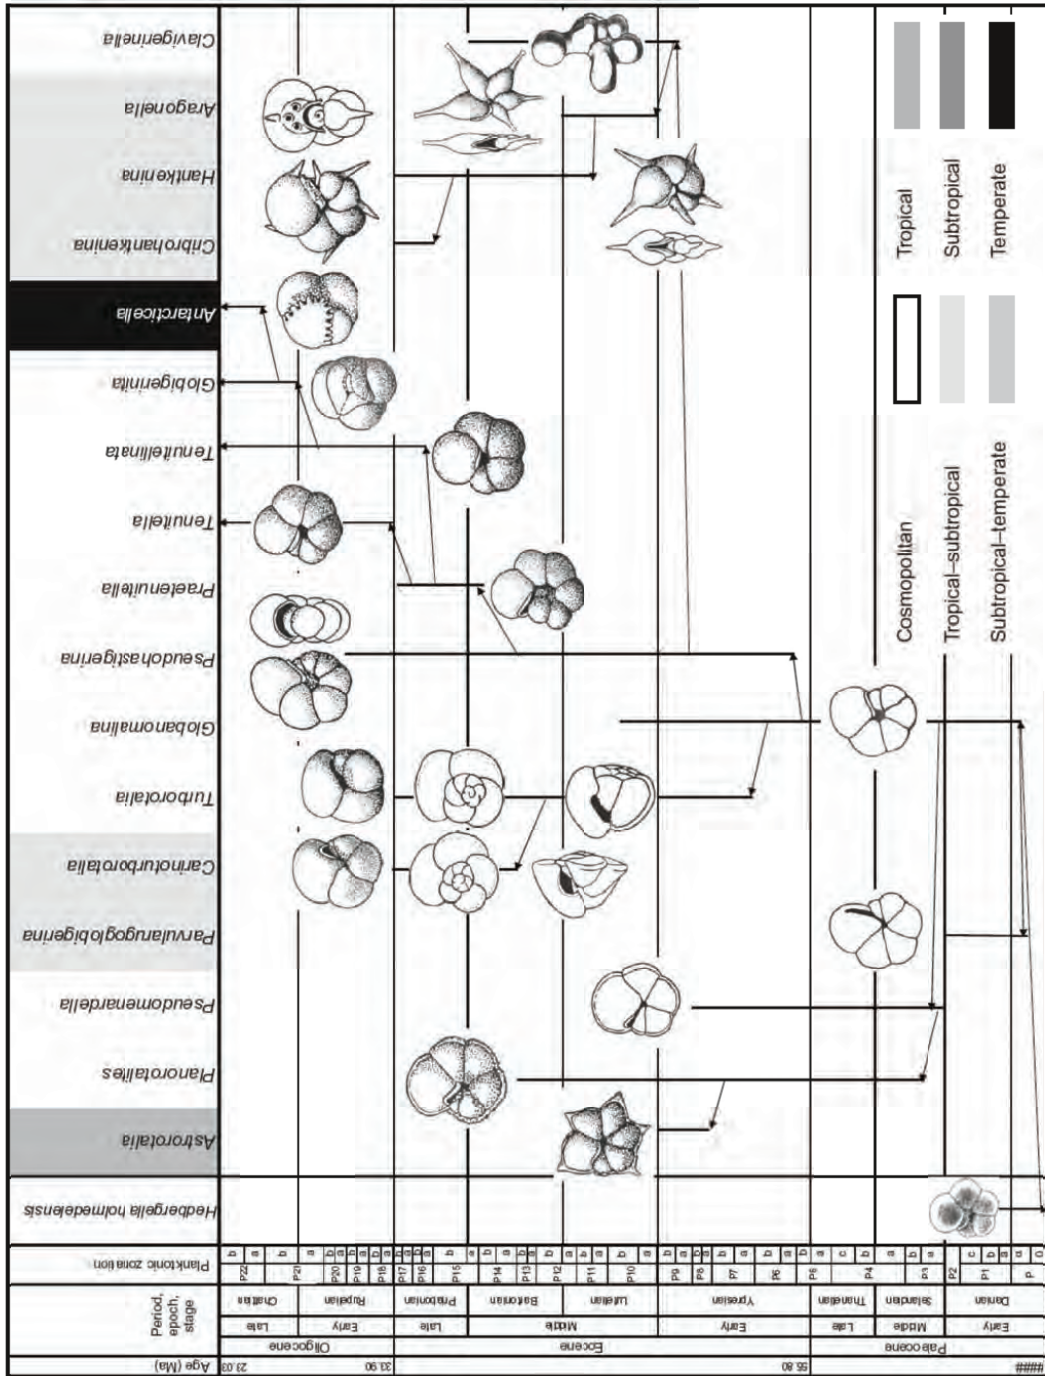 Clavigerinella
Aragonella
Hantkenina
Cribrohantkenina
Antarcticella
Globigerinita
Tenuitellinata
Tenuitella
Praetenuitella
Pseudohastigerina
Globanomalina
Turborotalia
Carinoturborotalia
Parvularugoglobigerina
Pseudomenardella
Planorotalites
Astrorotalia
Hedbergella holmedelensis
Planktonic zonation
b a b a b a b a b a b a b a b a b a b a b a b a b a b a b a b a c b a b a c b a α
P22 P21 P20 P19 P18 P17 P16 P15 P14 P13 P12 P11 P10 P9 P8 P7 P6 P5 P4 P3 P2 P1 P
Period,
epoch,
stage
Chattian Rupelian Priabonian Bartonian Lutetian Ypresian Thanetian Selandian Danian
Late Early Late Middle Early Late Middle Early
Oligocene Eocene Paleocene
Age (Ma) 23.03 33.90 55.80 ####
Cosmopolitan
Tropical
Tropical–subtropical
Subtropical
Subtropical–temperate
Temperate